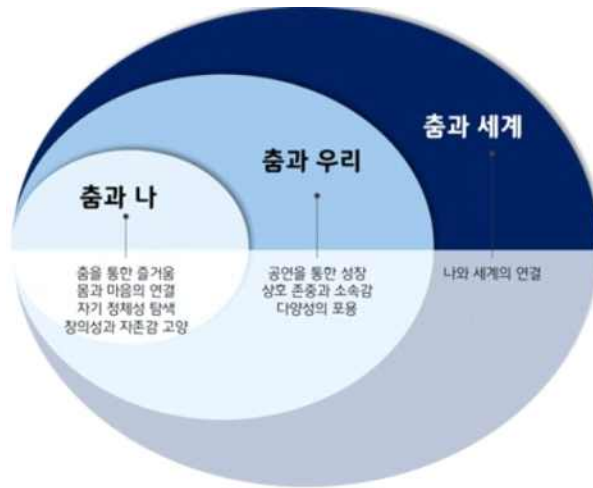 춤과 세계
춤과 우리
춤과 나
춤을 통한 즐거움
몸과 마음의 연결
자기 정체성 탐색
창의성과 자존감 고양
공연을 통한 성장
상호 존중과 소속감
다양성의 포용
나와 세계의 연결